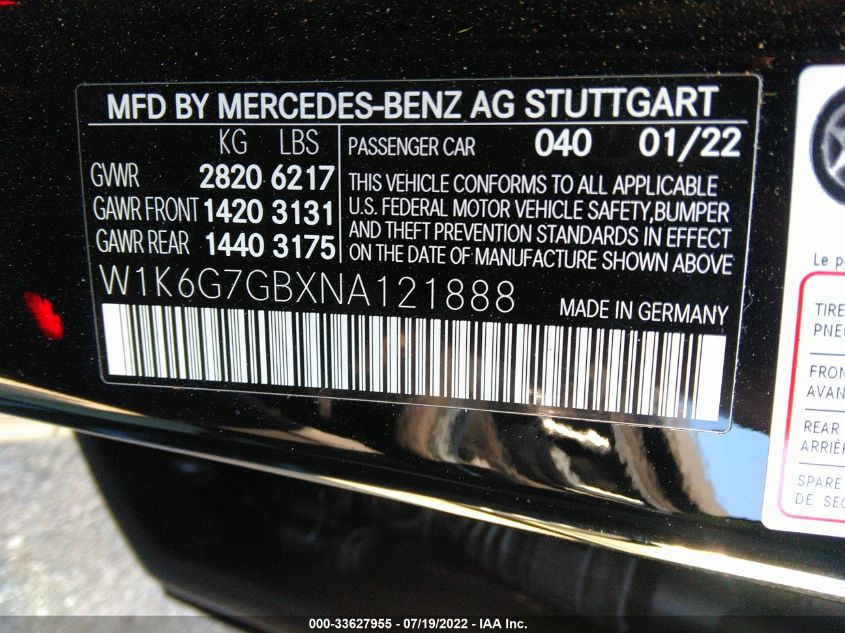 MFD BY MERCEDES-BENZ AG STUTTGART
KG LBS
GVWR 2820 6217
GAWR FRONT 1420 3131
GAWR REAR 1440 3175
PASSENGER CAR 040 01/22
THIS VEHICLE CONFORMS TO ALL APPLICABLE
U.S. FEDERAL MOTOR VEHICLE SAFETY,BUMPER
AND THEFT PREVENTION STANDARDS IN EFFECT
ON THE DATE OF MANUFACTURE SHOWN ABOVE
W1K6G7GBXNA121888
MADE IN GERMANY
Le
TIRE
FRON
AVAN
REAR
ARRIÈR
SPARE
DE SEC
000-33627955 - 07/19/2022 - IAA Inc.